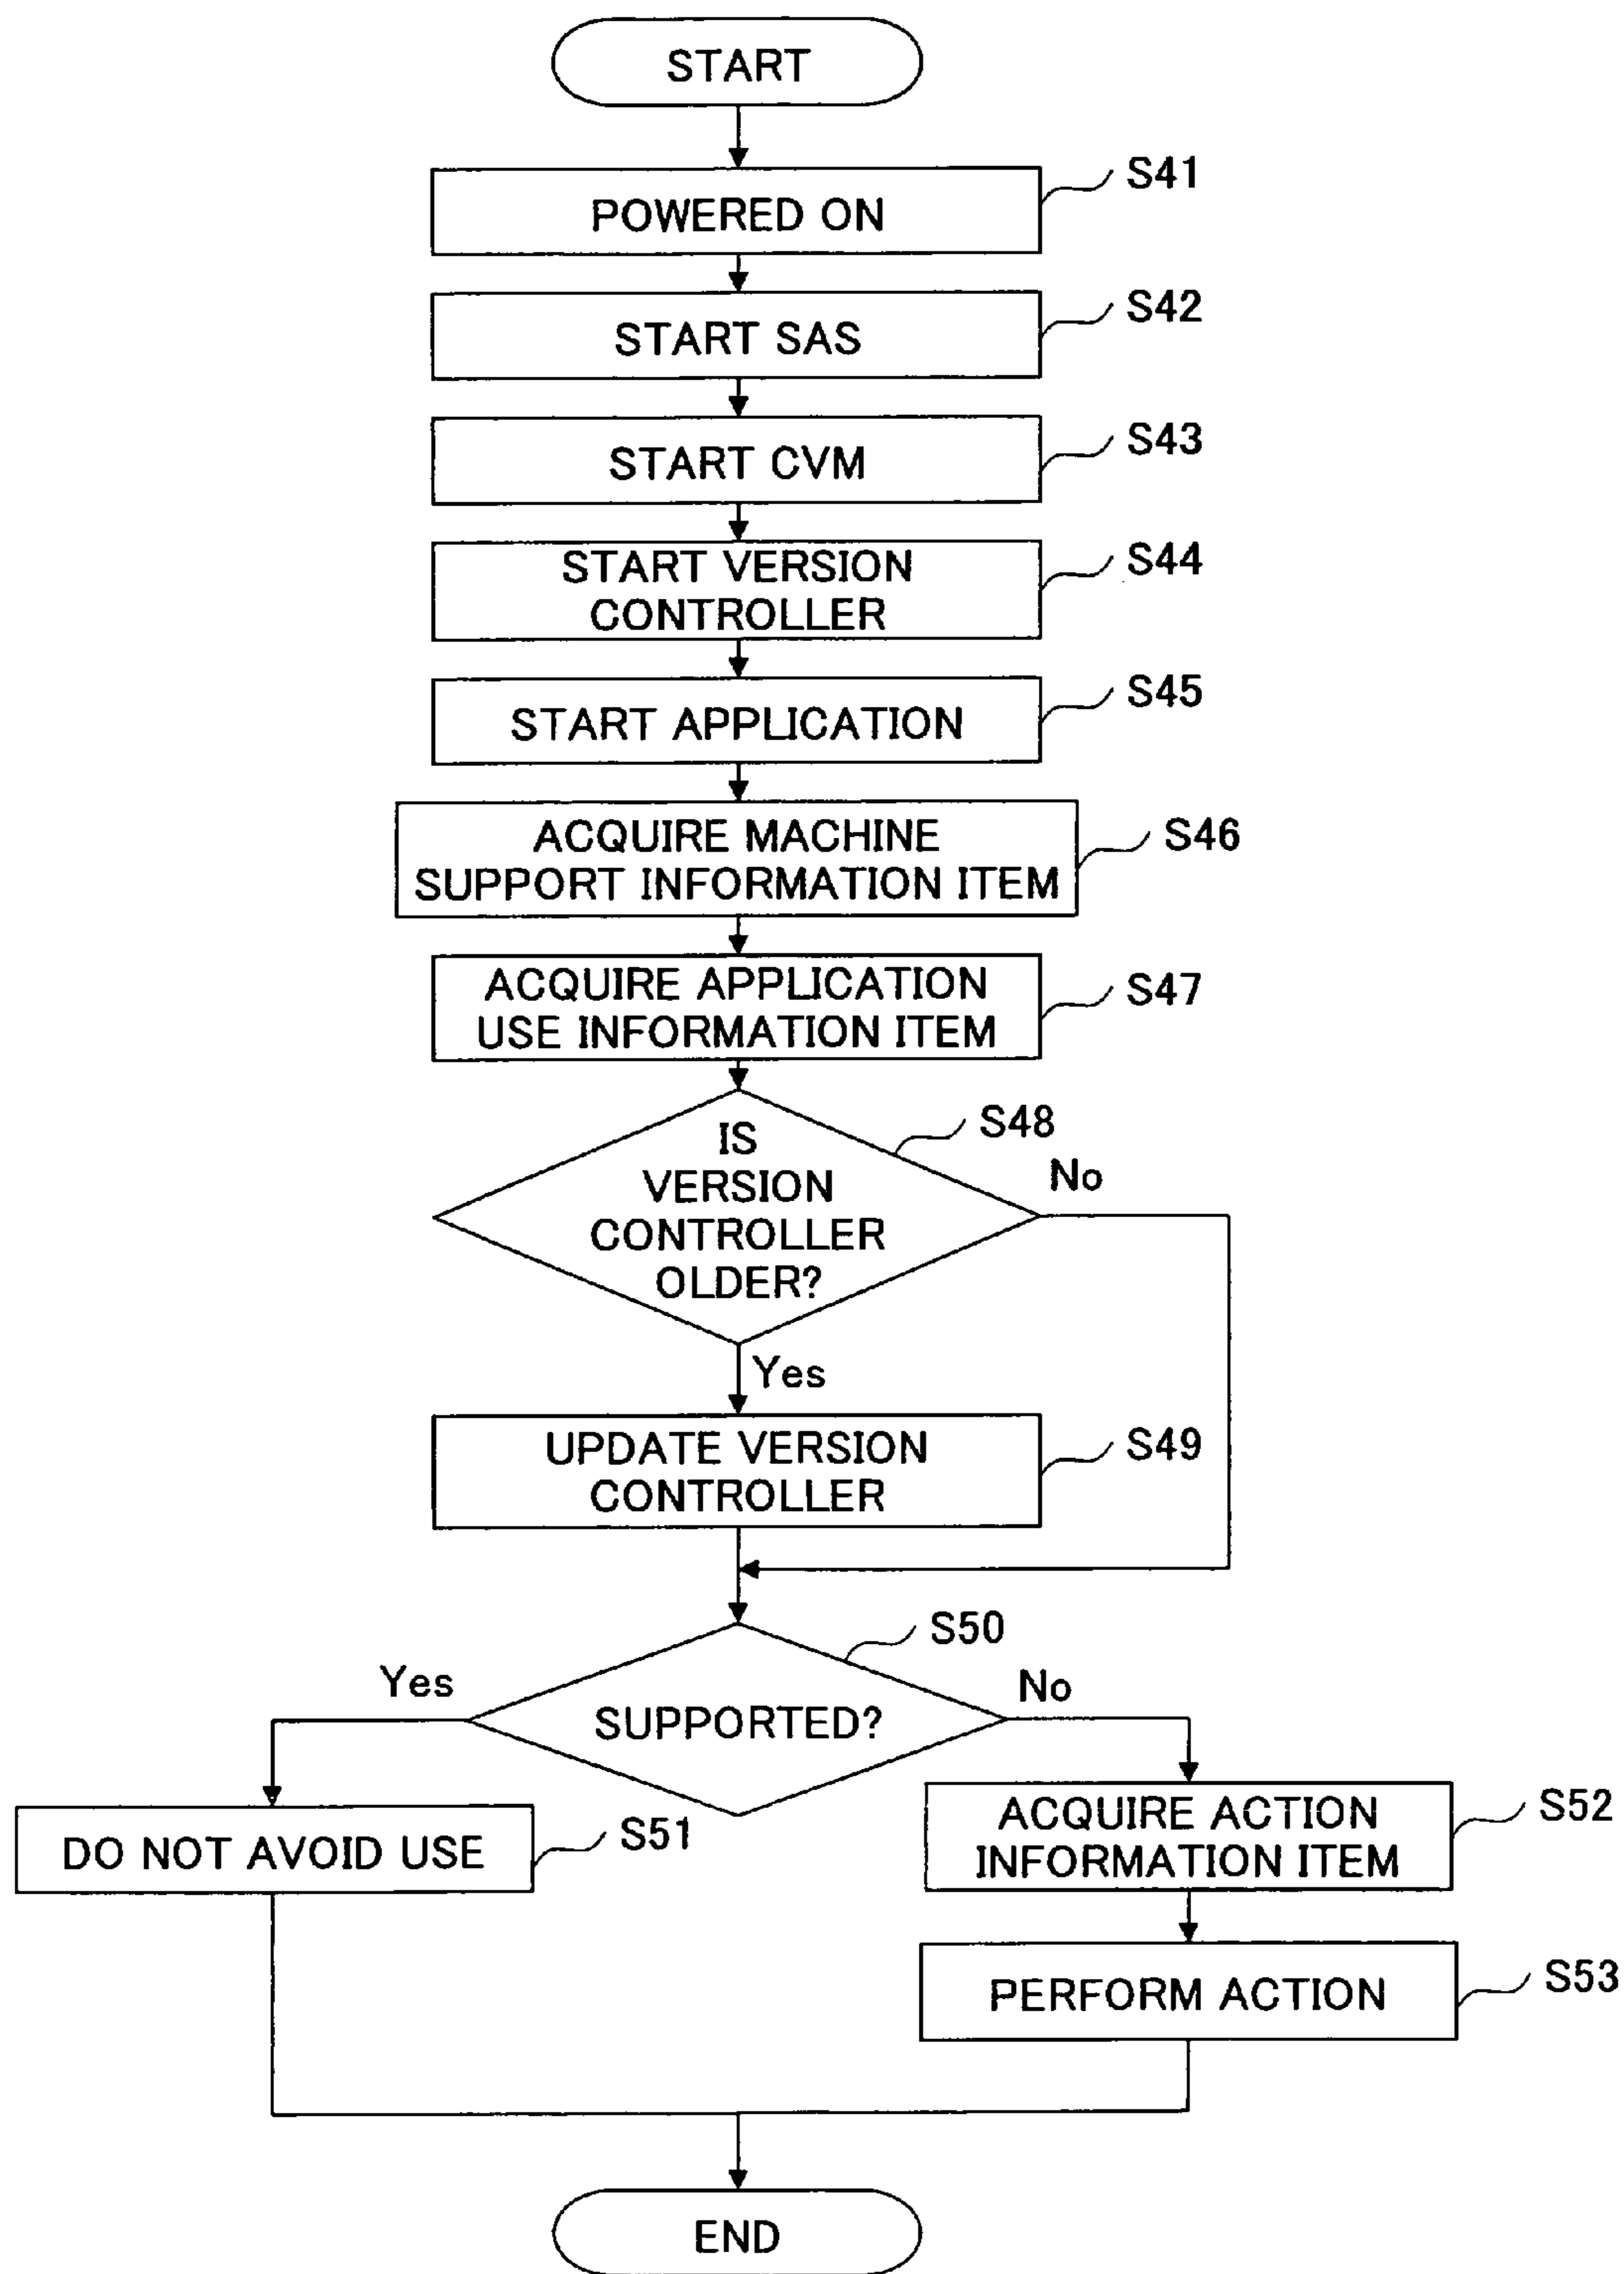 START
POWERED ON
S41
START SAS
S42
START CVM
S43
START VERSION
CONTROLLER
S44
START APPLICATION
S45
ACQUIRE MACHINE
SUPPORT INFORMATION ITEM
S46
ACQUIRE APPLICATION
USE INFORMATION ITEM
S47
IS
VERSION
CONTROLLER
OLDER?
S48
No
Yes
UPDATE VERSION
CONTROLLER
S49
SUPPORTED?
S50
Yes
No
DO NOT AVOID USE
S51
ACQUIRE ACTION
INFORMATION ITEM
S52
PERFORM ACTION
S53
END